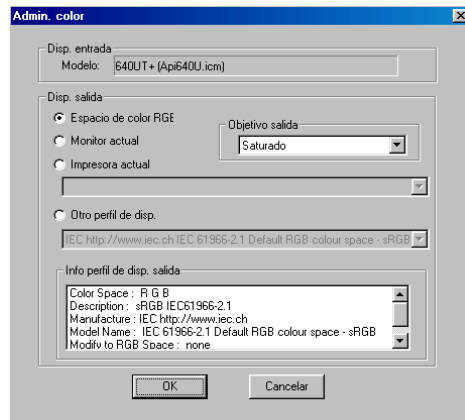 Admin. color
Disp. entrada
Modelo: 640UT+ (Api640U.icm)
Disp. salida
Espacio de color RGE
Objetivo salida
Monitor actual
Saturado
Impresora actual
Otro perfil de disp.
IEC http://www.iec.ch IEC 61966-2.1 Default RGB colour space - sRGB
Info perfil de disp. salida
Color Space : R G B
Description : sRGB IEC61966-2.1
Manufacture : IEC http://www.iec.ch
Model Name : IEC 61966-2.1 Default RGB colour space - sRGB
Modify to RGB Space : none
OK Cancelar